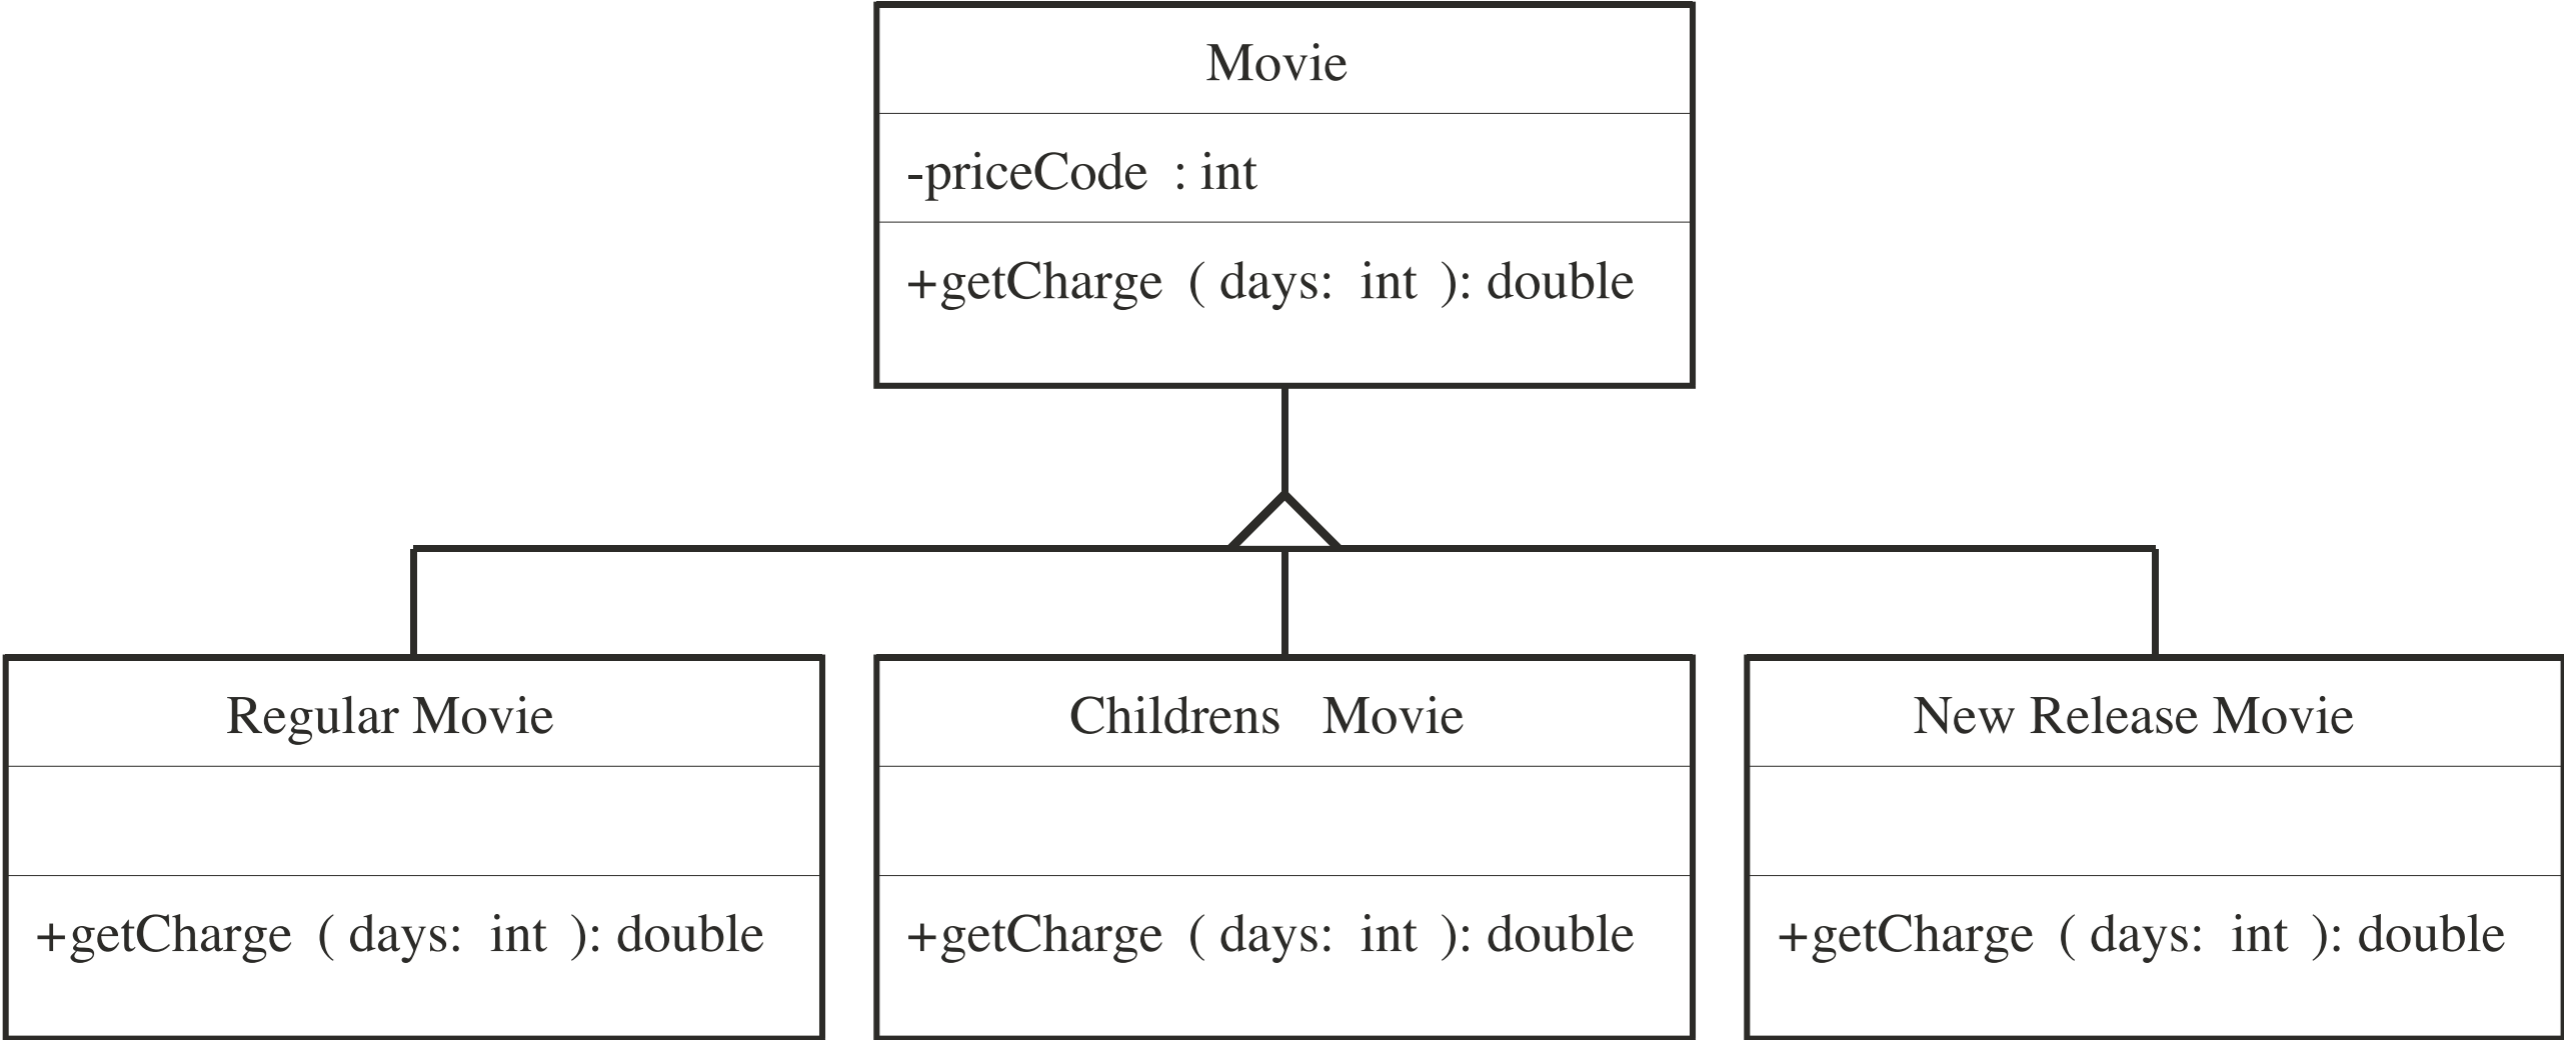 Movie
-priceCode : int
+getCharge ( days: int ): double
Regular Movie
+getCharge ( days: int ): double
Childrens Movie
+getCharge ( days: int ): double
New Release Movie
+getCharge ( days: int ): double